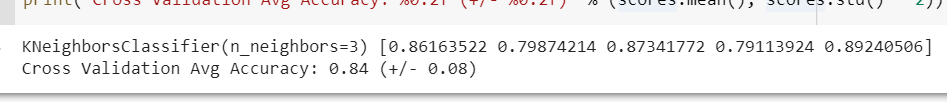 print("Cross Validation Avg Accuracy: %0.2f (+/- %0.2f)" % (scores.mean(), scores.std() * 2))
KNeighborsClassifier(n_neighbors=3) [0.86163522 0.79874214 0.87341772 0.79113924 0.89240506]
Cross Validation Avg Accuracy: 0.84 (+/- 0.08)